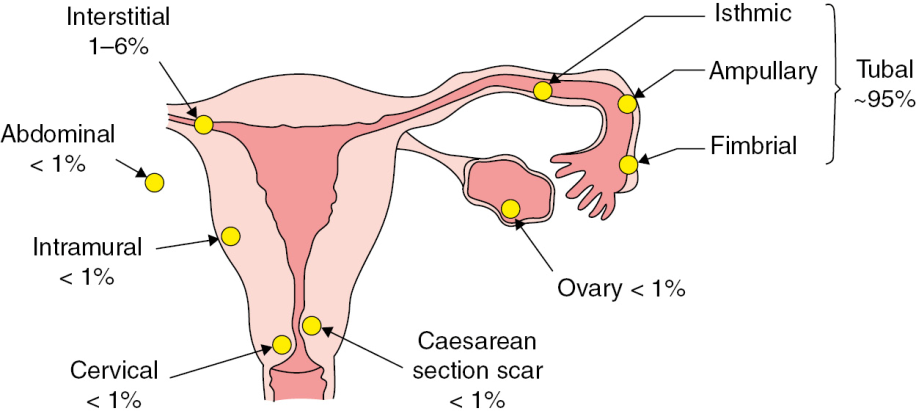 Interstitial
1–6%
Abdominal
< 1%
Intramural
< 1%
Cervical
< 1%
Caesarean
section scar
< 1%
Ovary < 1%
Isthmic
Ampullary
Fimbrial
Tubal
~95%